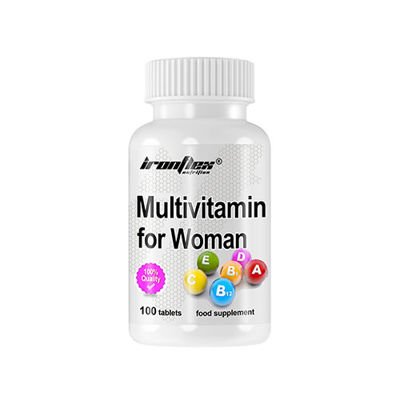 ironflex®
nutrition
Multivitamin
for Woman
E
D
C
B
A
B12
100%
Quality
100 tablets
food supplement